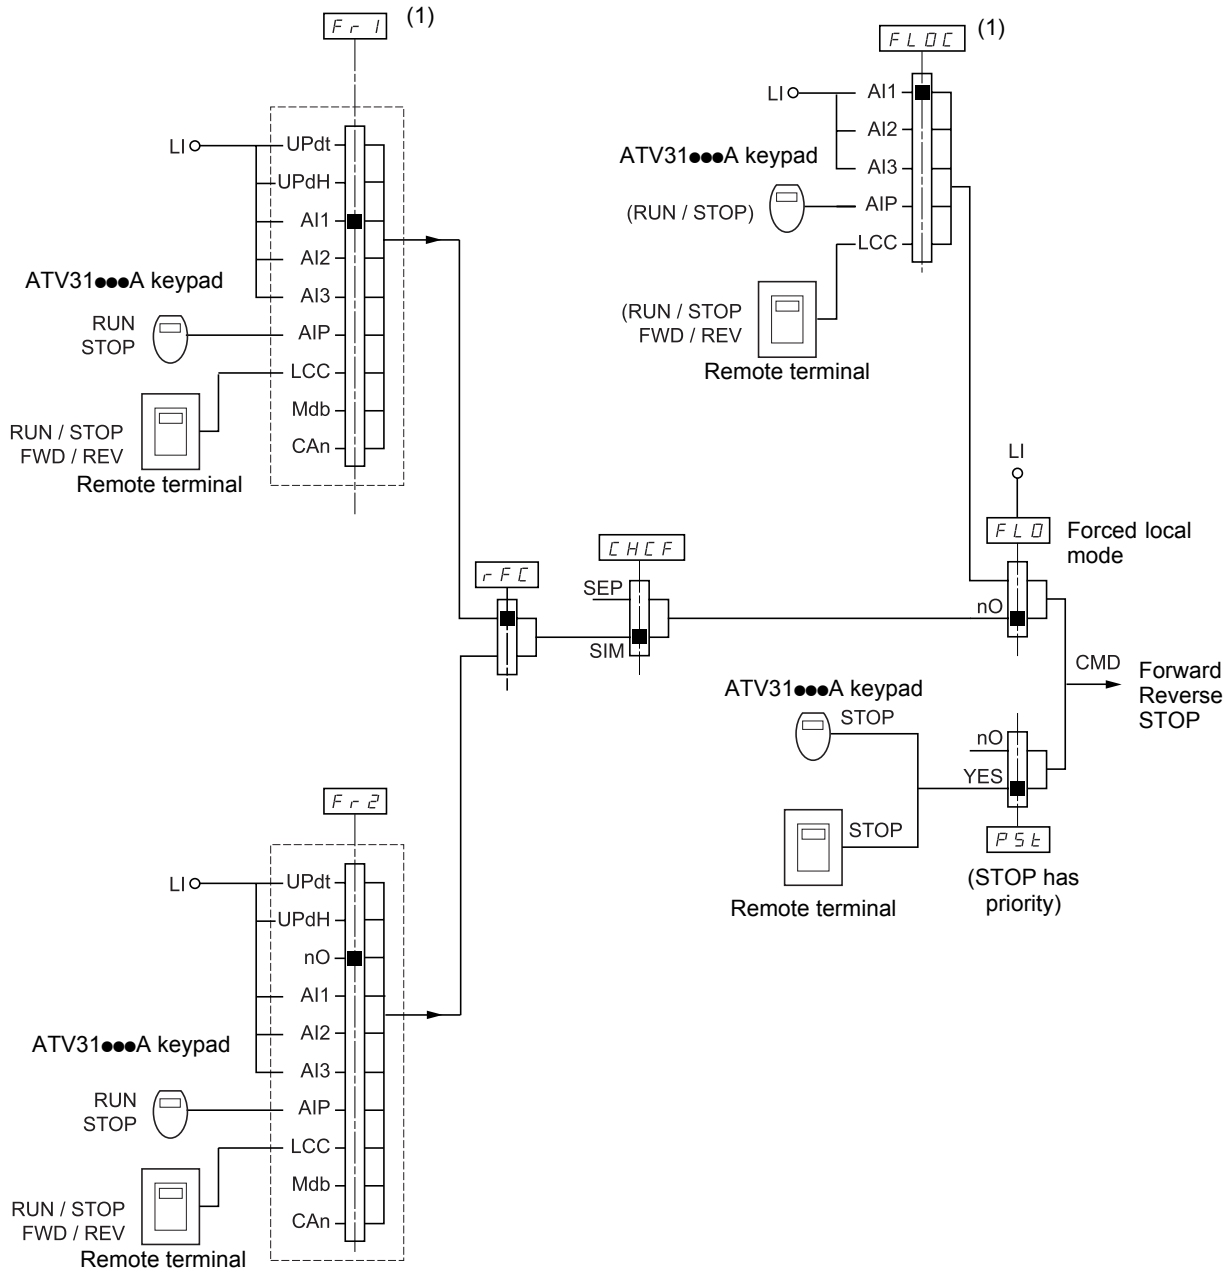 Fr1 (1)
LI
UPdt
UPdH
AI1
AI2
AI3
AIP
LCC
Mdb
CAn
ATV31●●●A keypad
RUN
STOP
RUN / STOP
FWD / REV
Remote terminal
FLOC (1)
LI
AI1
AI2
AI3
AIP
LCC
ATV31●●●A keypad
(RUN / STOP)
(RUN / STOP
FWD / REV
Remote terminal
LI
FLO
Forced local
mode
nO
rFC
CHCF
SEP
SIM
CMD
Forward
Reverse
STOP
ATV31●●●A keypad
STOP
STOP
Remote terminal
nO
YES
PSt
(STOP has
priority)
Fr2
LI
UPdt
UPdH
nO
AI1
AI2
AI3
AIP
LCC
Mdb
CAn
ATV31●●●A keypad
RUN
STOP
RUN / STOP
FWD / REV
Remote terminal